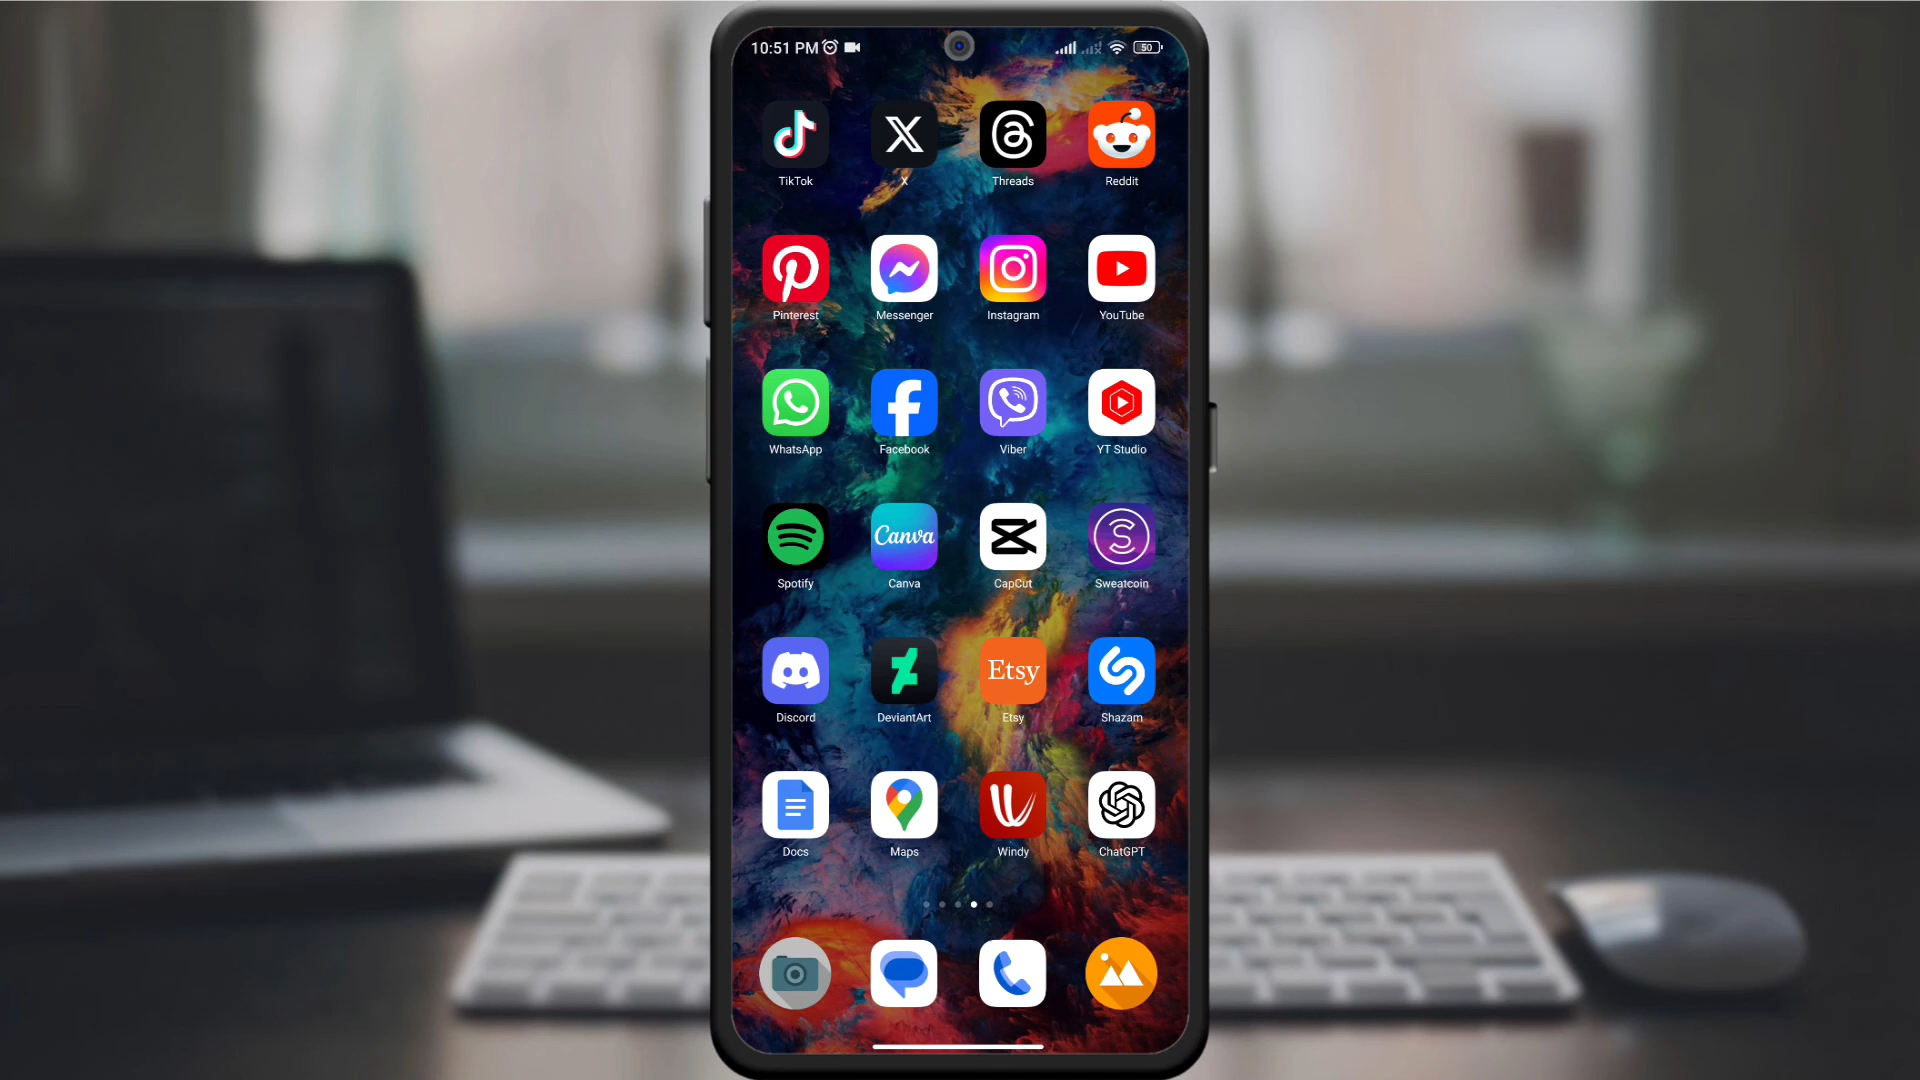 10:51 PM 50
TikTok X Threads Reddit
Pinterest Messenger Instagram YouTube
WhatsApp Facebook Viber YT Studio
Canva
Spotify Canva CapCut Sweatcoin
Etsy
Discord DeviantArt Etsy Shazam
Docs Maps Windy ChatGPT